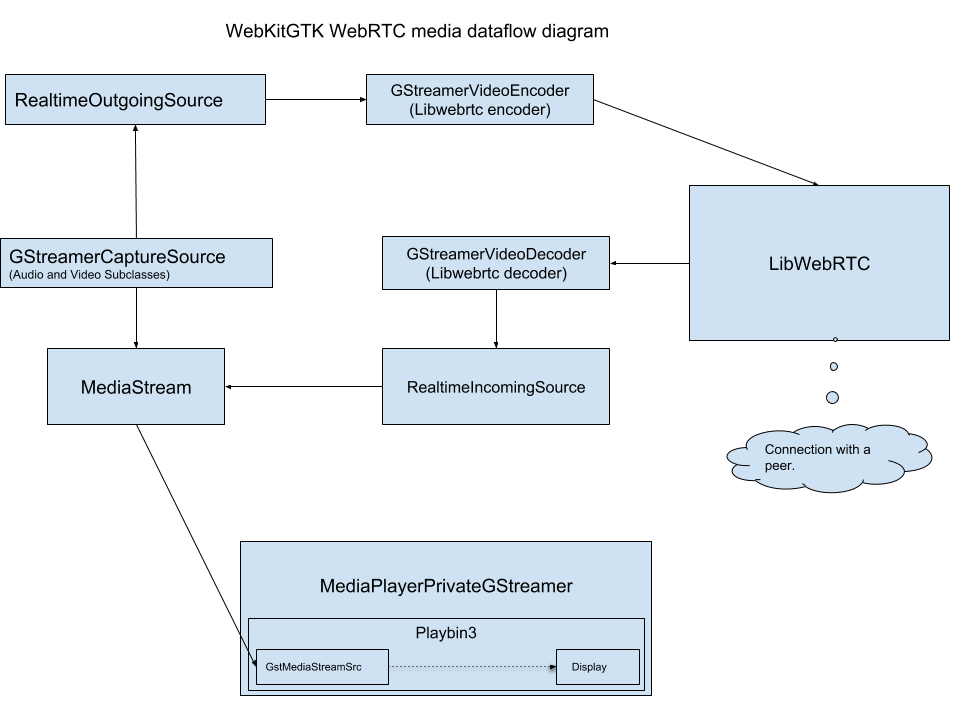 WebKitGTK WebRTC media dataflow diagram
RealtimeOutgoingSource
GStreamerVideoEncoder
(Libwebrtc encoder)
GStreamerCaptureSource
(Audio and Video Subclasses)
GStreamerVideoDecoder
(Libwebrtc decoder)
LibWebRTC
MediaStream
RealtimeIncomingSource
Connection with a
peer.
MediaPlayerPrivateGStreamer
Playbin3
GstMediaStreamSrc
Display